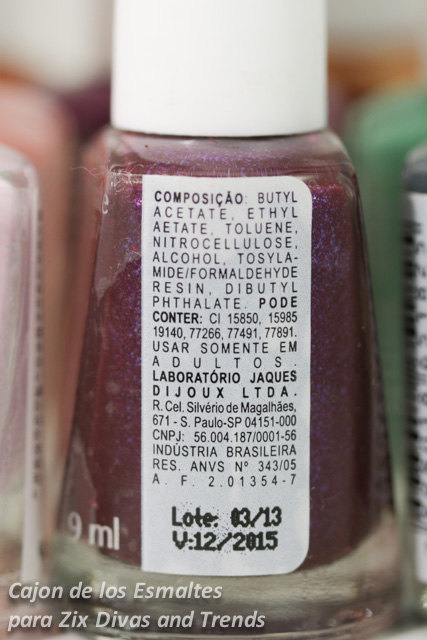 COMPOSIÇÃO: BUTYL
ACETATE, ETHYL
AETATE, TOLUENE,
NITROCELLULOSE,
ALCOHOL, TOSYLA-
MIDE/FORMALDEHYDE
RESIN, DIBUTYL
PHTHALATE. PODE
CONTER: CI 15850, 15985
19140, 77266, 77491, 77891.
USAR SOMENTE EM
ADULTOS.
LABORATÓRIO JAQUES
DIJOUX LTDA.
R. Cel. Silvério de Magalhães,
671 - S. Paulo-SP 04151-000
CNPJ: 56.004.187/0001-56
INDÚSTRIA BRASILEIRA
RES. ANVS Nº 343/05
A. F. 2.01354-7
Lote: 03/13
V:12/2015
9 ml
Cajon de los Esmaltes
para Zix Divas and Trends